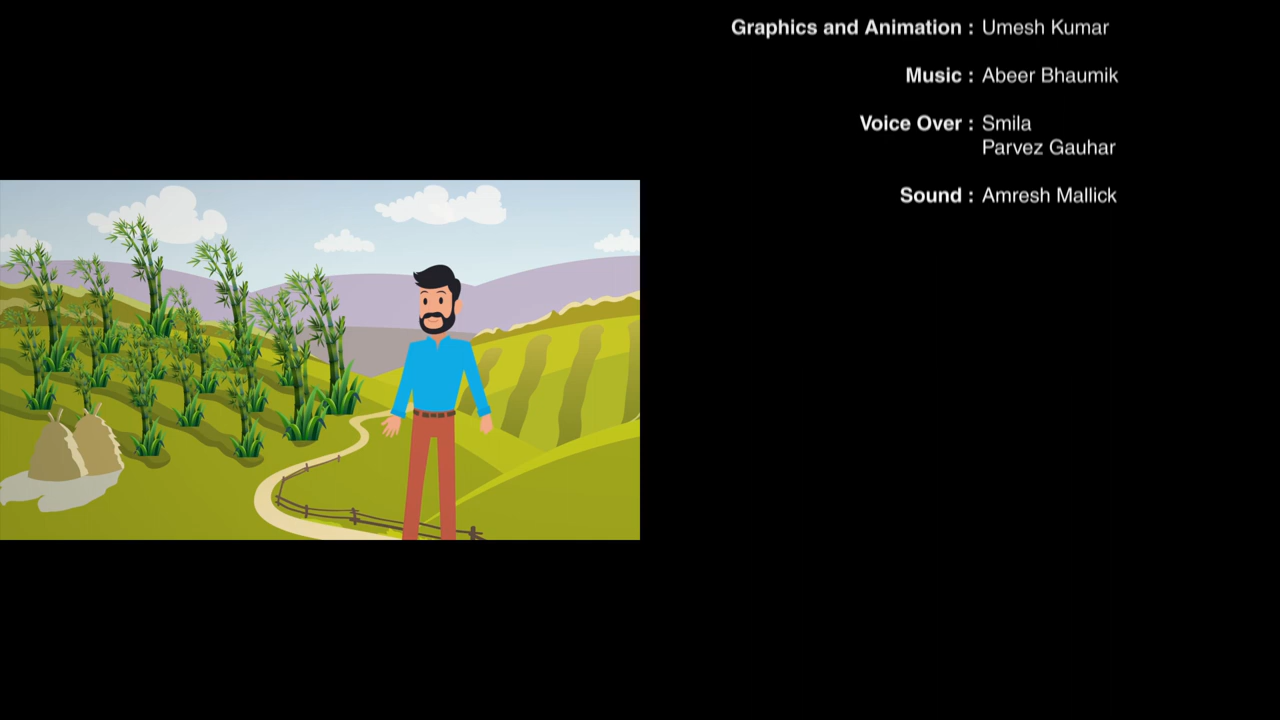 Graphics and Animation : Umesh Kumar
Music : Abeer Bhaumik
Voice Over : Smila
Parvez Gauhar
Sound : Amresh Mallick